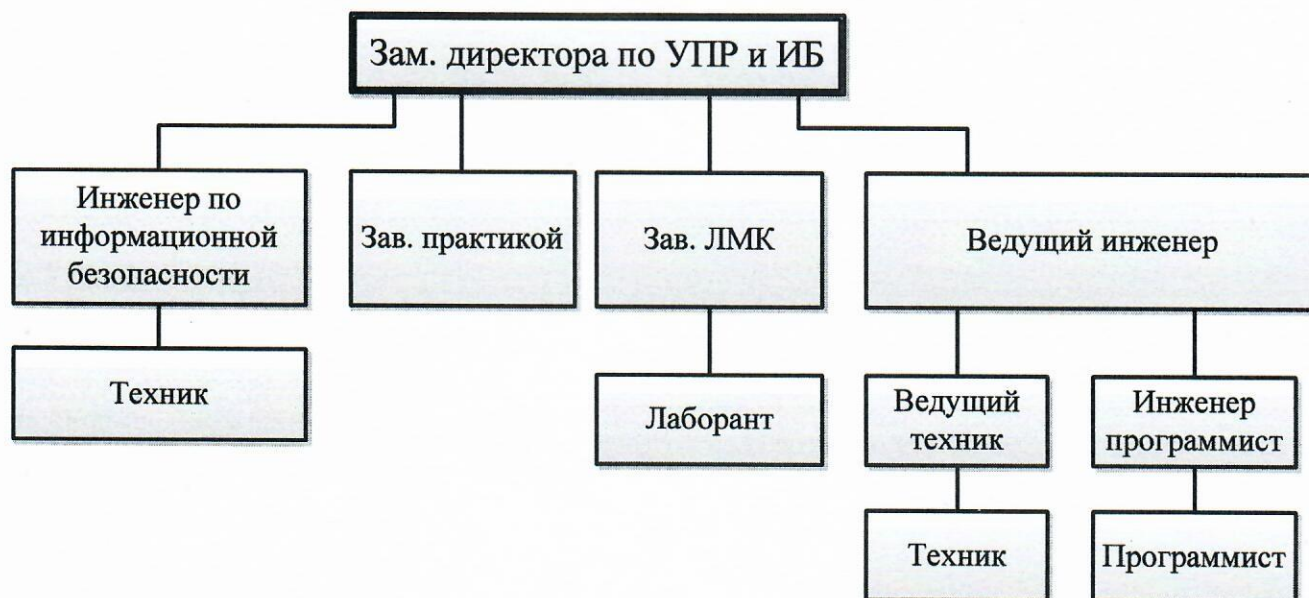 Зам. директора по УПР и ИБ
Инженер по
информационной
безопасности
Зав. практикой
Зав. ЛМК
Ведущий инженер
Техник
Лаборант
Ведущий
техник
Инженер
программист
Техник
Программист